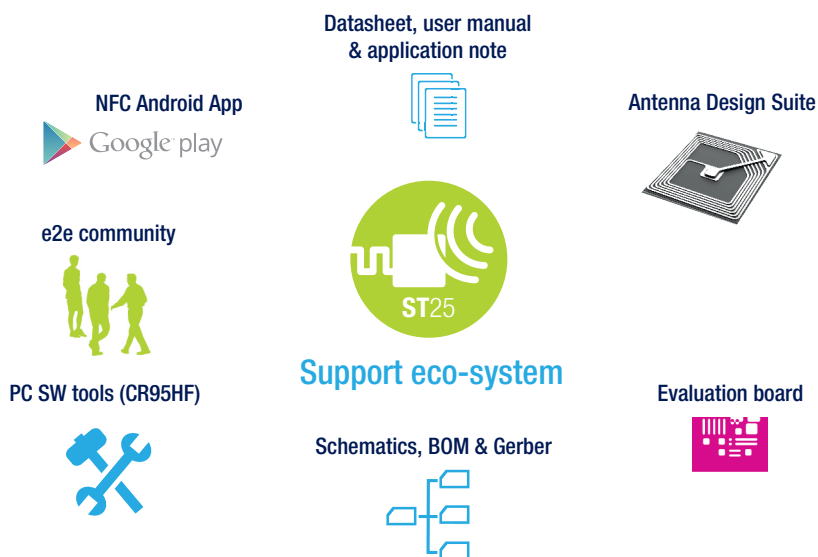 Datasheet, user manual
& application note
NFC Android App
Google play
Antenna Design Suite
e2e community
ST25
Support eco-system
PC SW tools (CR95HF)
Evaluation board
Schematics, BOM & Gerber